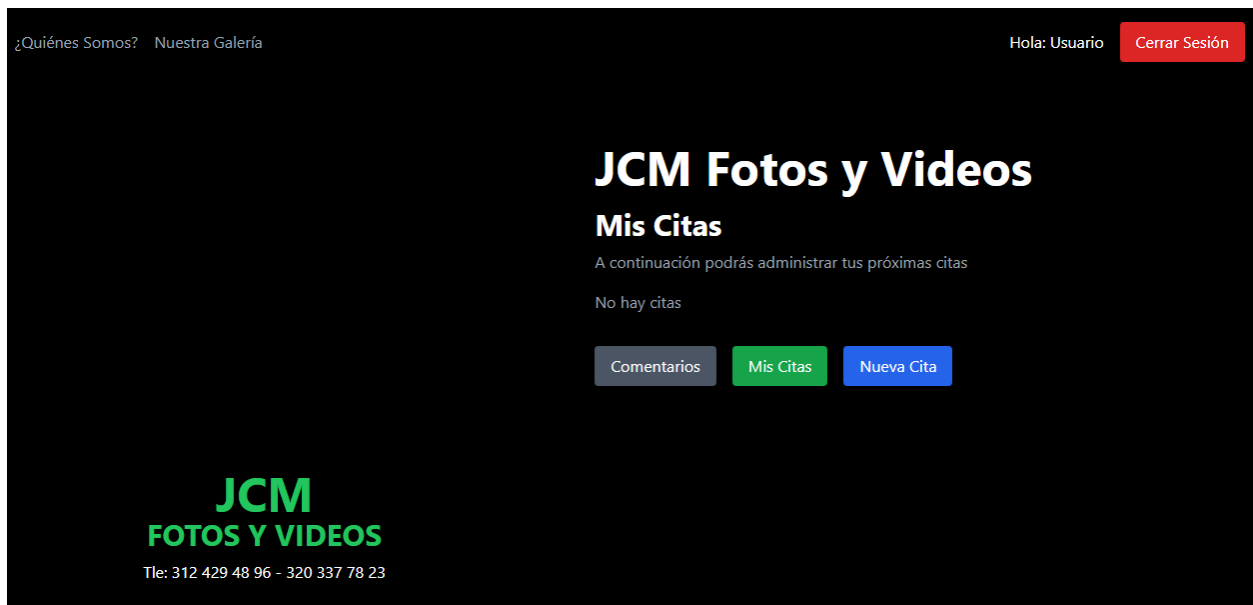 ¿Quiénes Somos? Nuestra Galería Hola: Usuario Cerrar Sesión
JCM Fotos y Videos
Mis Citas
A continuación podrás administrar tus próximas citas
No hay citas
Comentarios Mis Citas Nueva Cita
JCM
FOTOS Y VIDEOS
Tle: 312 429 48 96 - 320 337 78 23